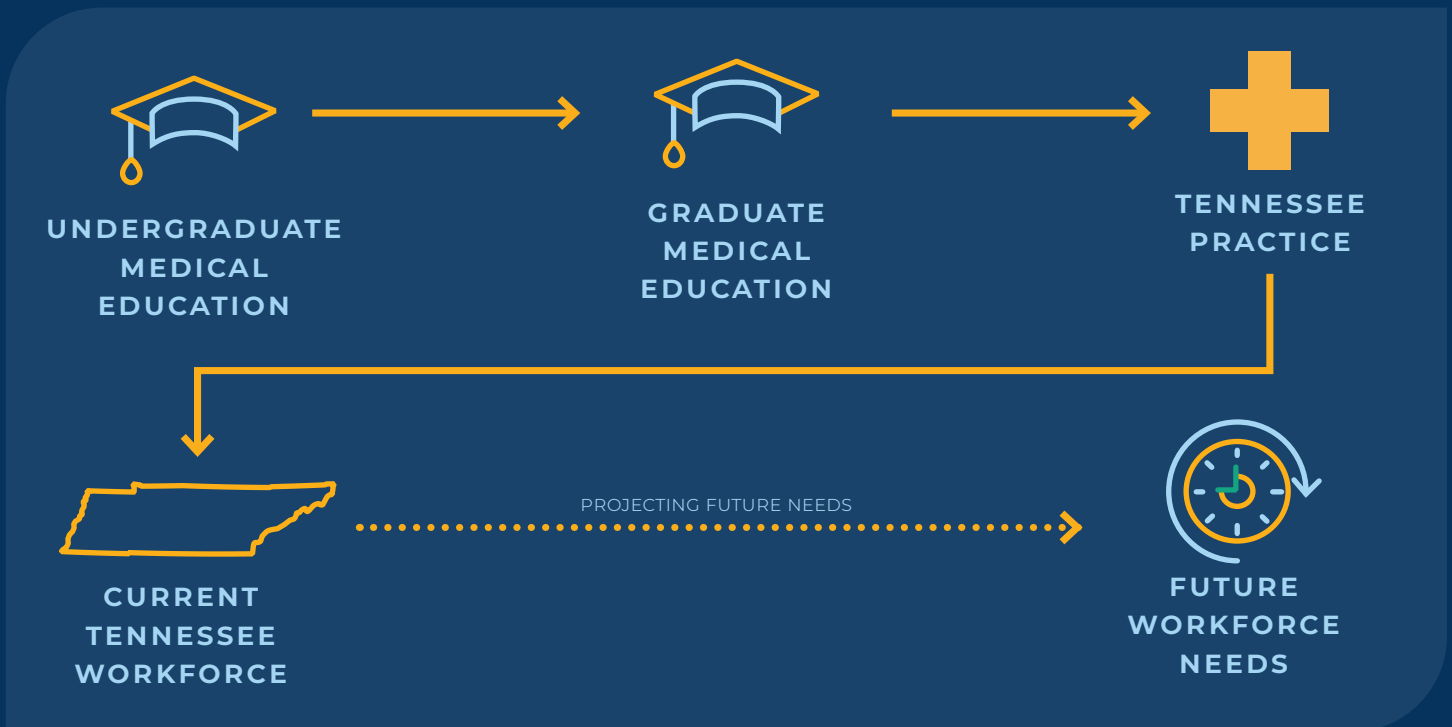 UNDERGRADUATE
MEDICAL
EDUCATION
GRADUATE
MEDICAL
EDUCATION
TENNESSEE
PRACTICE
CURRENT
TENNESSEE
WORKFORCE
PROJECTING FUTURE NEEDS
FUTURE
WORKFORCE
NEEDS